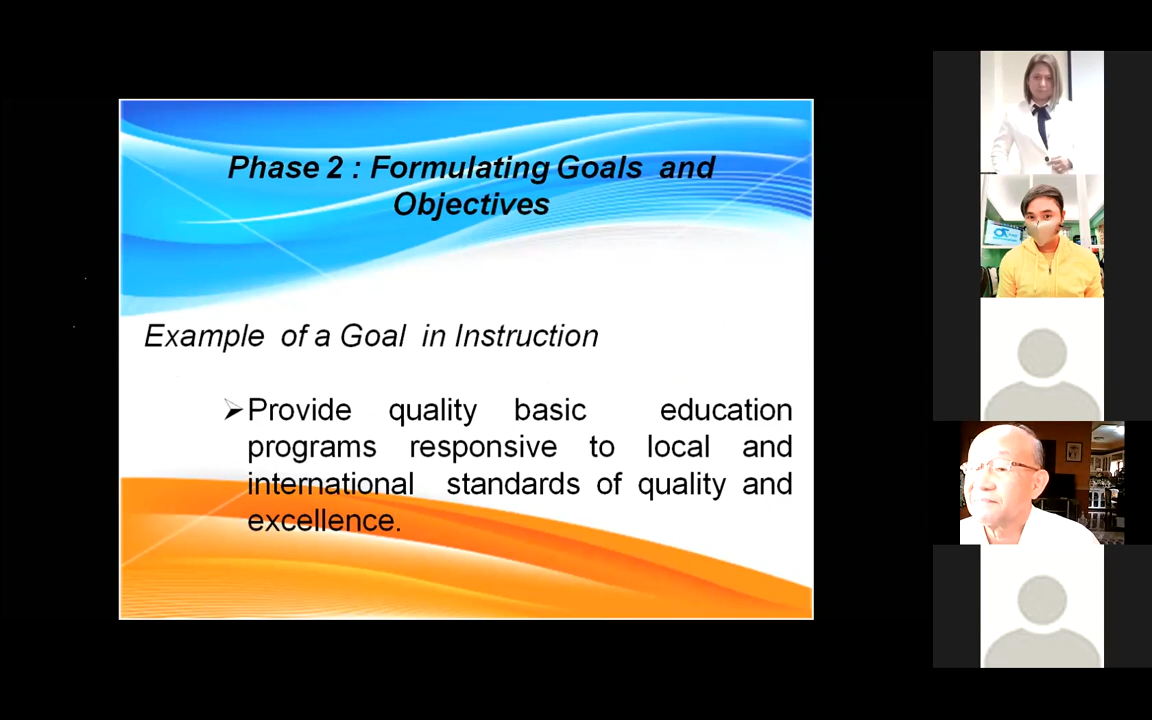 Phase 2 : Formulating Goals and
Objectives
Example of a Goal in Instruction
➢Provide quality basic education
programs responsive to local and
international standards of quality and
excellence.